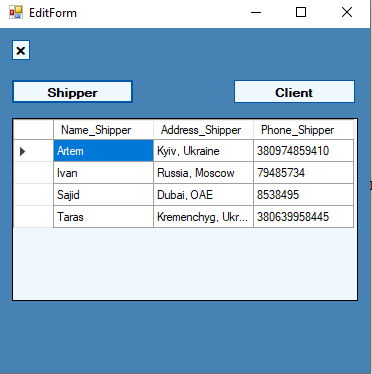 EditForm
×
Shipper Client
Name_Shipper Address_Shipper Phone_Shipper
Artem Kyiv, Ukraine 380974859410
Ivan Russia, Moscow 79485734
Sajid Dubai, OAE 8538495
Taras Kremenchyg, Ukr... 380639958445